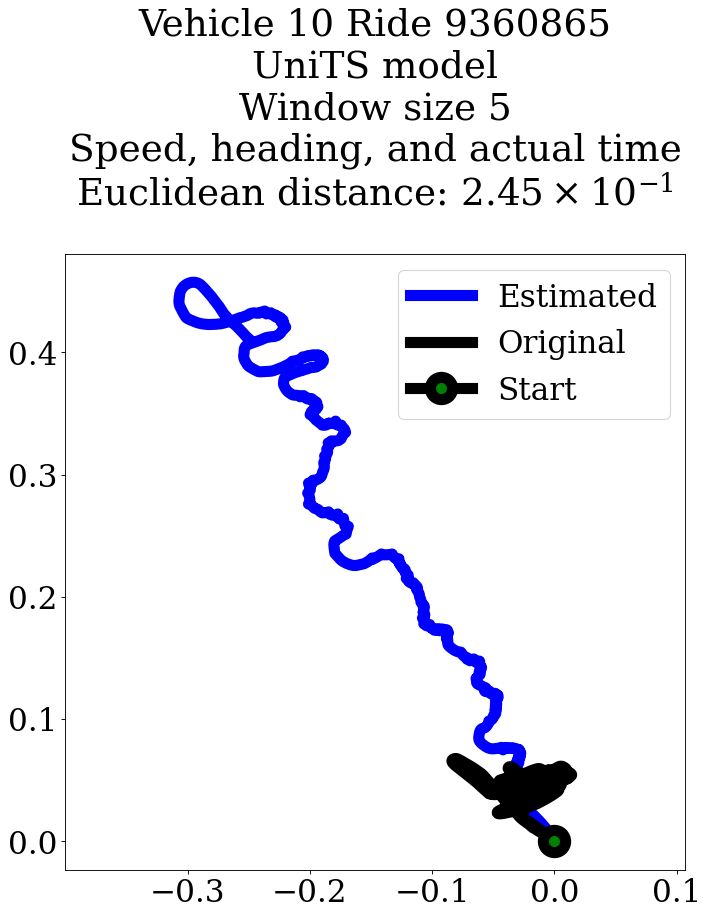 Vehicle 10 Ride 9360865
UniTS model
Window size 5
Speed, heading, and actual time
Euclidean distance: 2.45 × 10⁻¹
Estimated
Original
Start
0.4
0.3
0.2
0.1
0.0
−0.3 −0.2 −0.1 0.0 0.1